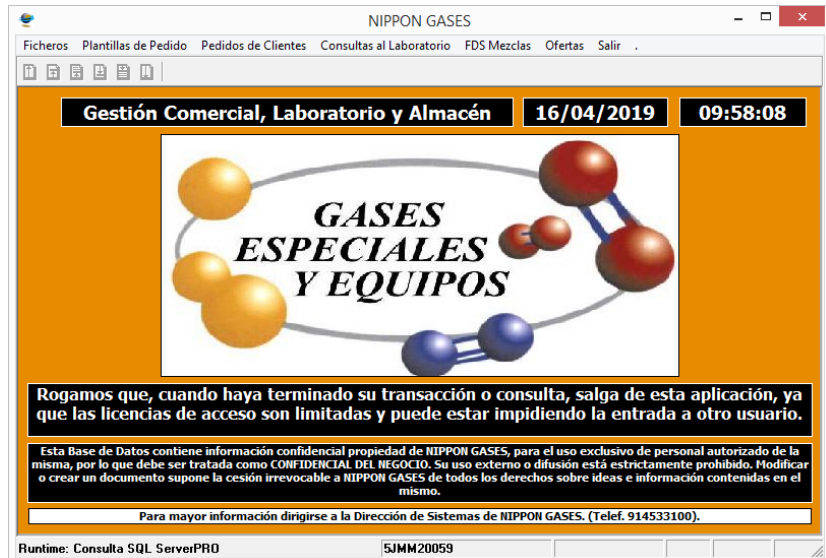 NIPPON GASES
Ficheros Plantillas de Pedido Pedidos de Clientes Consultas al Laboratorio FDS Mezclas Ofertas Salir .
Gestión Comercial, Laboratorio y Almacén 16/04/2019 09:58:08
GASES
ESPECIALES
Y EQUIPOS
Rogamos que, cuando haya terminado su transacción o consulta, salga de esta aplicación, ya
que las licencias de acceso son limitadas y puede estar impidiendo la entrada a otro usuario.
Esta Base de Datos contiene información confidencial propiedad de NIPPON GASES, para el uso exclusivo de personal autorizado de la
misma, por lo que debe ser tratada como CONFIDENCIAL DEL NEGOCIO. Su uso externo o difusión está estrictamente prohibido. Modificar
o crear un documento supone la cesión irrevocable a NIPPON GASES de todos los derechos sobre ideas e información contenidas en el
mismo.
Para mayor información dirigirse a la Dirección de Sistemas de NIPPON GASES. (Telef. 914533100).
Runtime: Consulta SQL ServerPRO 5JMM20059